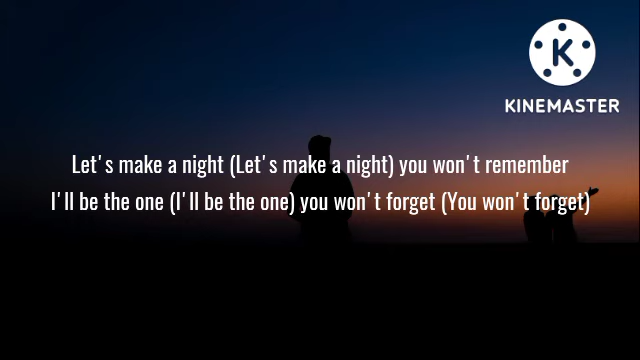 KINEMASTER
Let's make a night (Let's make a night) you won't remember
I'll be the one (I'll be the one) you won't forget (You won't forget)